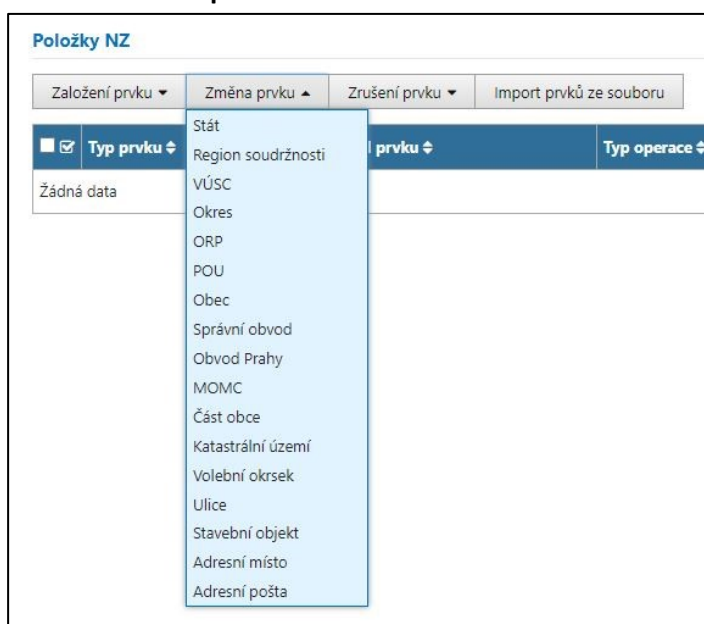 Položky NZ
Založení prvku Změna prvku Zrušení prvku Import prvků ze souboru
Typ prvku prvku Typ operace
Žádná data
Stát
Region soudržnosti
VÚSC
Okres
ORP
POU
Obec
Správní obvod
Obvod Prahy
MOMC
Část obce
Katastrální území
Volební okrsek
Ulice
Stavební objekt
Adresní místo
Adresní pošta